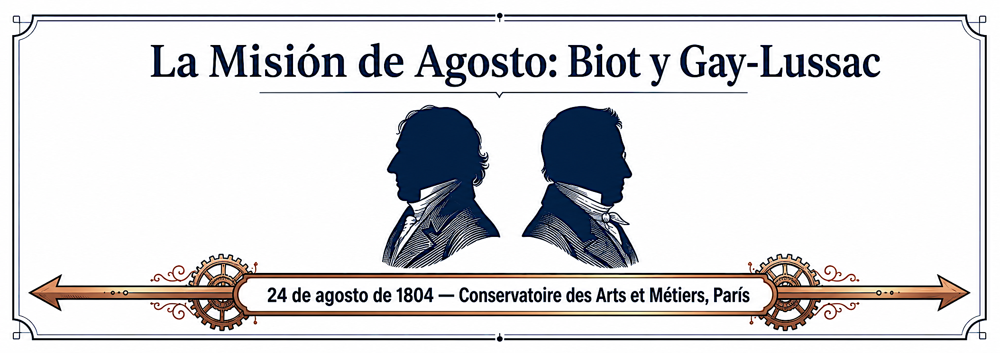 La Misión de Agosto: Biot y Gay-Lussac
24 de agosto de 1804 — Conservatoire des Arts et Métiers, París